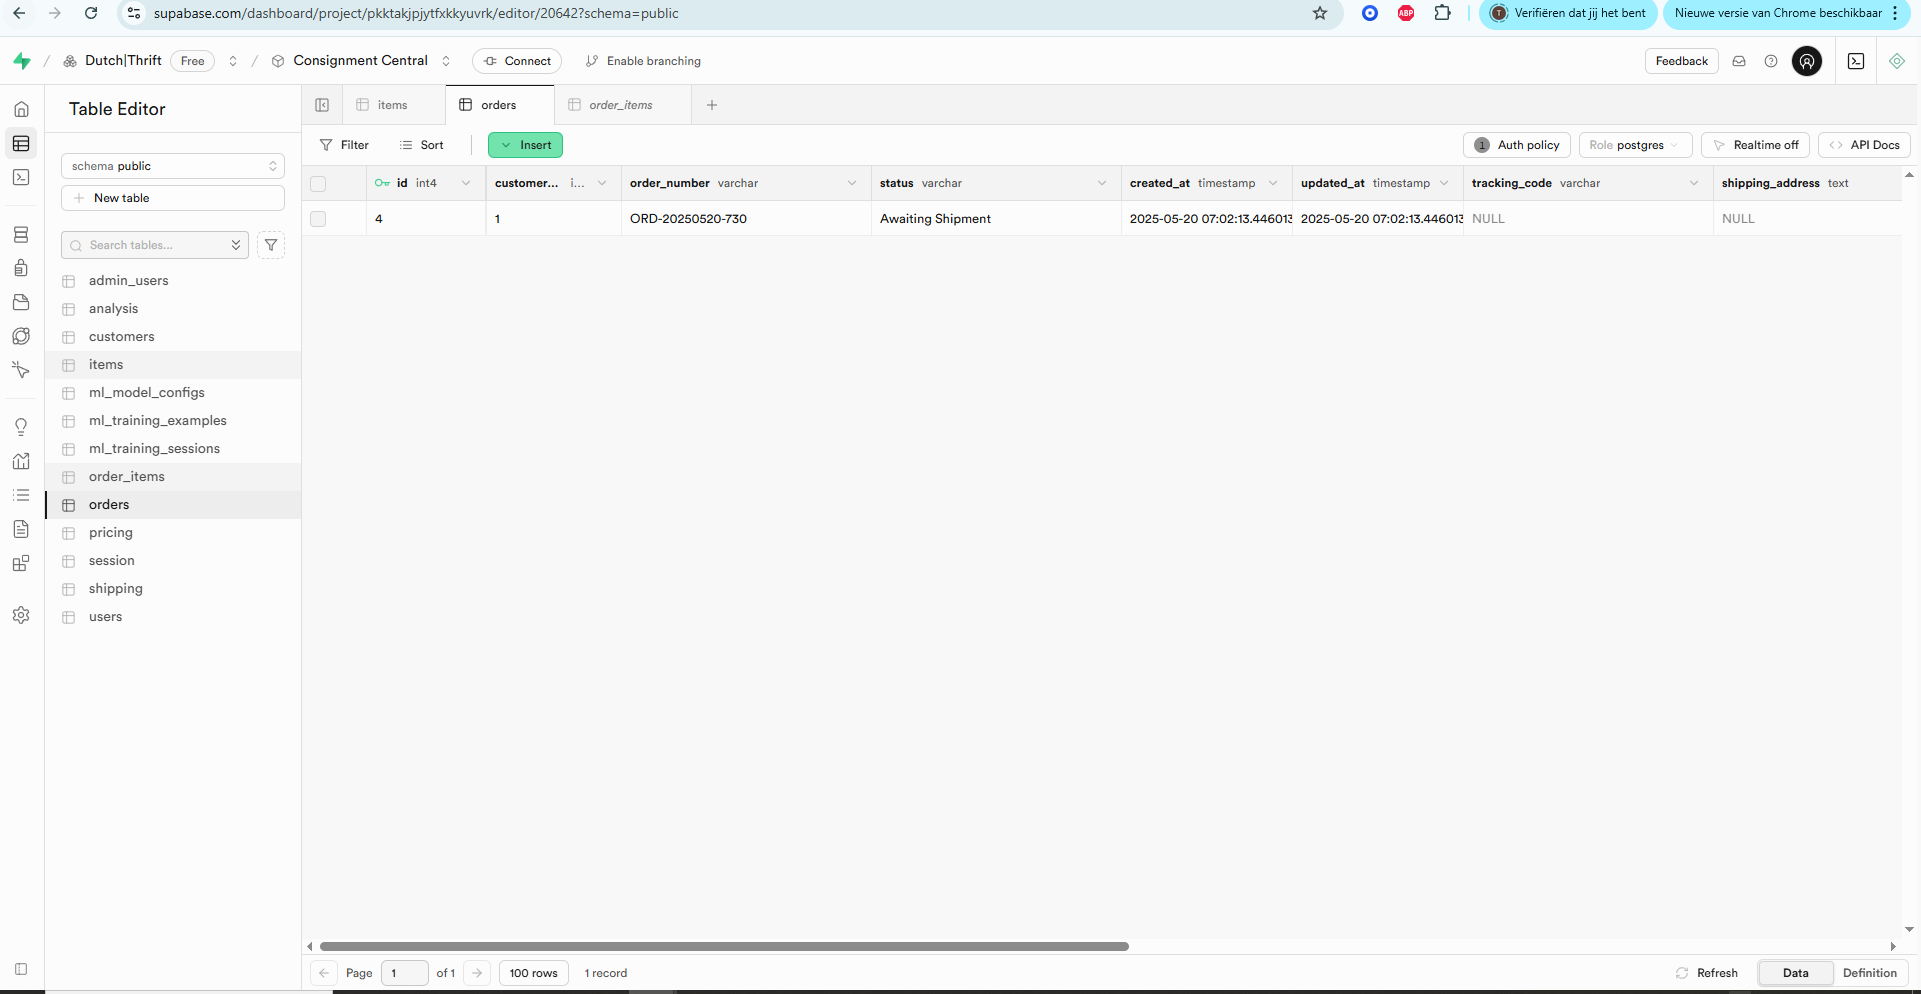 supabase.com/dashboard/project/pkktakjpjytfxkkyuvrk/editor/20642?schema=public
ABP
T Verifiëren dat jij het bent
Nieuwe versie van Chrome beschikbaar
/ Dutch|Thrift Free / Consignment Central Connect Enable branching
Feedback
Table Editor
items orders order_items
Filter Sort Insert
1 Auth policy Role postgres Realtime off API Docs
schema public
New table
Search tables...
admin_users
analysis
customers
items
ml_model_configs
ml_training_examples
ml_training_sessions
order_items
orders
pricing
session
shipping
users
id int4 customer... i... order_number varchar status varchar created_at timestamp updated_at timestamp tracking_code varchar shipping_address text
4 1 ORD-20250520-730 Awaiting Shipment 2025-05-20 07:02:13.446013 2025-05-20 07:02:13.446013 NULL NULL
Page 1 of 1 100 rows 1 record
Refresh Data Definition